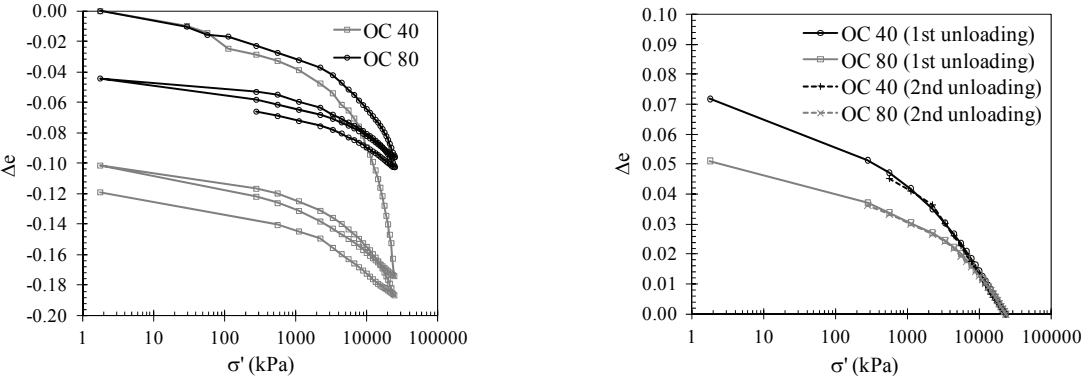 0.00
-0.02
-0.04
-0.06
-0.08
-0.10
-0.12
-0.14
-0.16
-0.18
-0.20
Δe
OC 40
OC 80
1 10 100 1000 10000 100000
σ' (kPa)
0.10
0.09
0.08
0.07
0.06
0.05
0.04
0.03
0.02
0.01
0.00
Δe
OC 40 (1st unloading)
OC 80 (1st unloading)
OC 40 (2nd unloading)
OC 80 (2nd unloading)
1 10 100 1000 10000 100000
σ' (kPa)